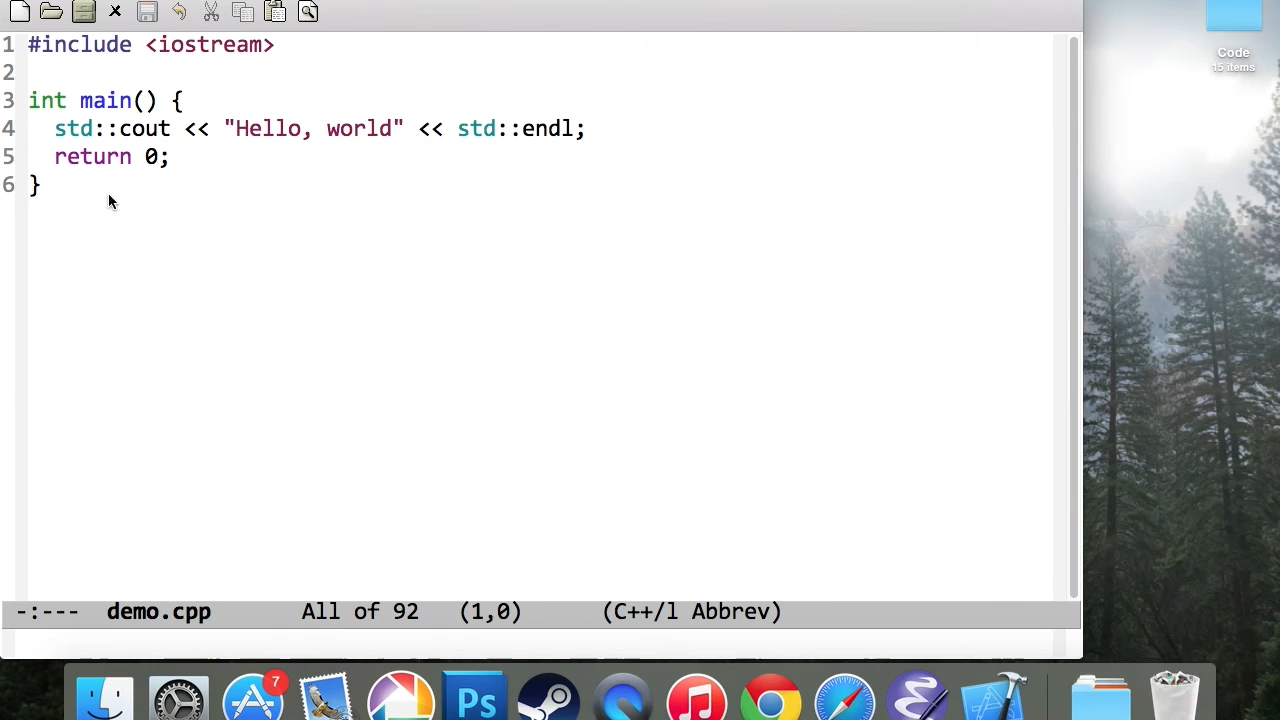 1 #include <iostream>
2
3 int main() {
4   std::cout << "Hello, world" << std::endl;
5   return 0;
6 }
-:--- demo.cpp All of 92 (1,0) (C++/l Abbrev)
Code
15 items
7
Ps